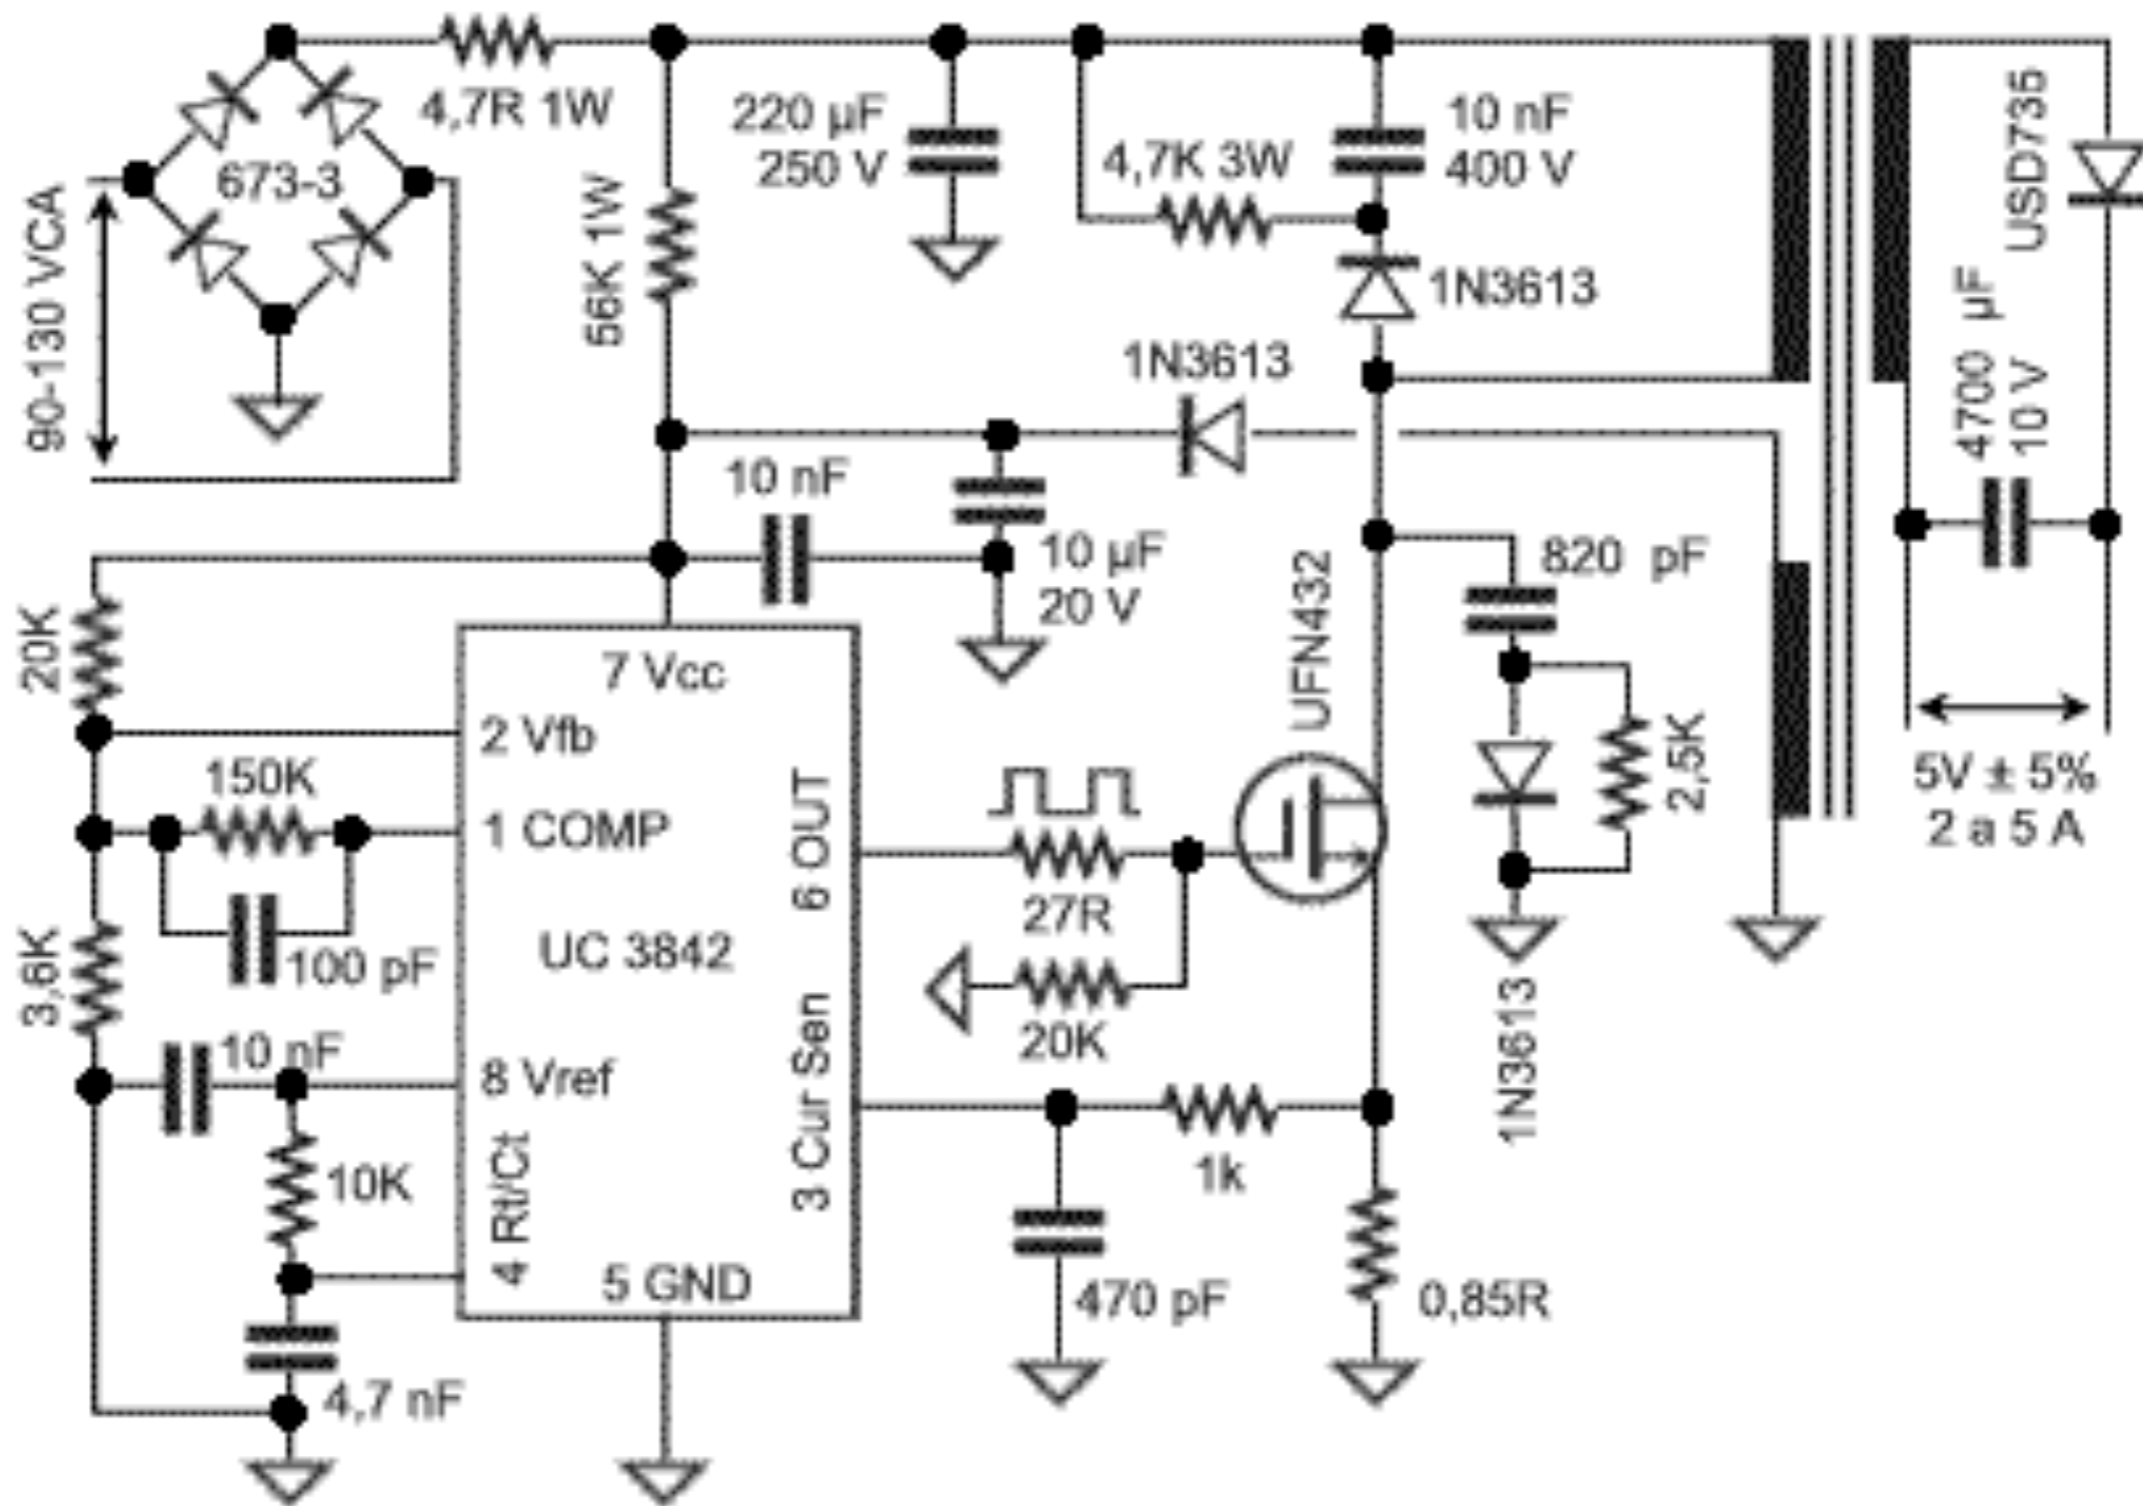 4,7R 1W
220 µF
250 V
10 nF
400 V
4,7K 3W
673-3
90-130 VCA
56K 1W
1N3613
1N3613
USD735
4700 µF
10 V
10 nF
10 µF
20 V
820 pF
UFN432
20K
7 Vcc
2 Vfb
150K
1 COMP
6 OUT
2,5K
5V ± 5%
2 a 5 A
27R
UC 3842
100 pF
3,6K
20K
1N3613
10 nF
8 Vref
3 Cur Sen
1k
10K
4 Rt/Ct
5 GND
470 pF
0,85R
4,7 nF